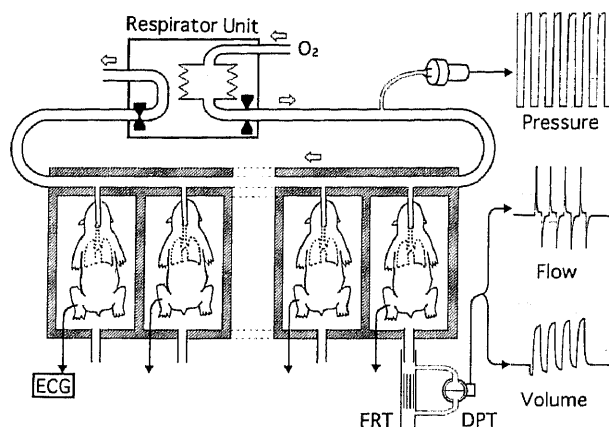 Respirator Unit
O₂
Pressure
Flow
Volume
ECG
FRT
DPT